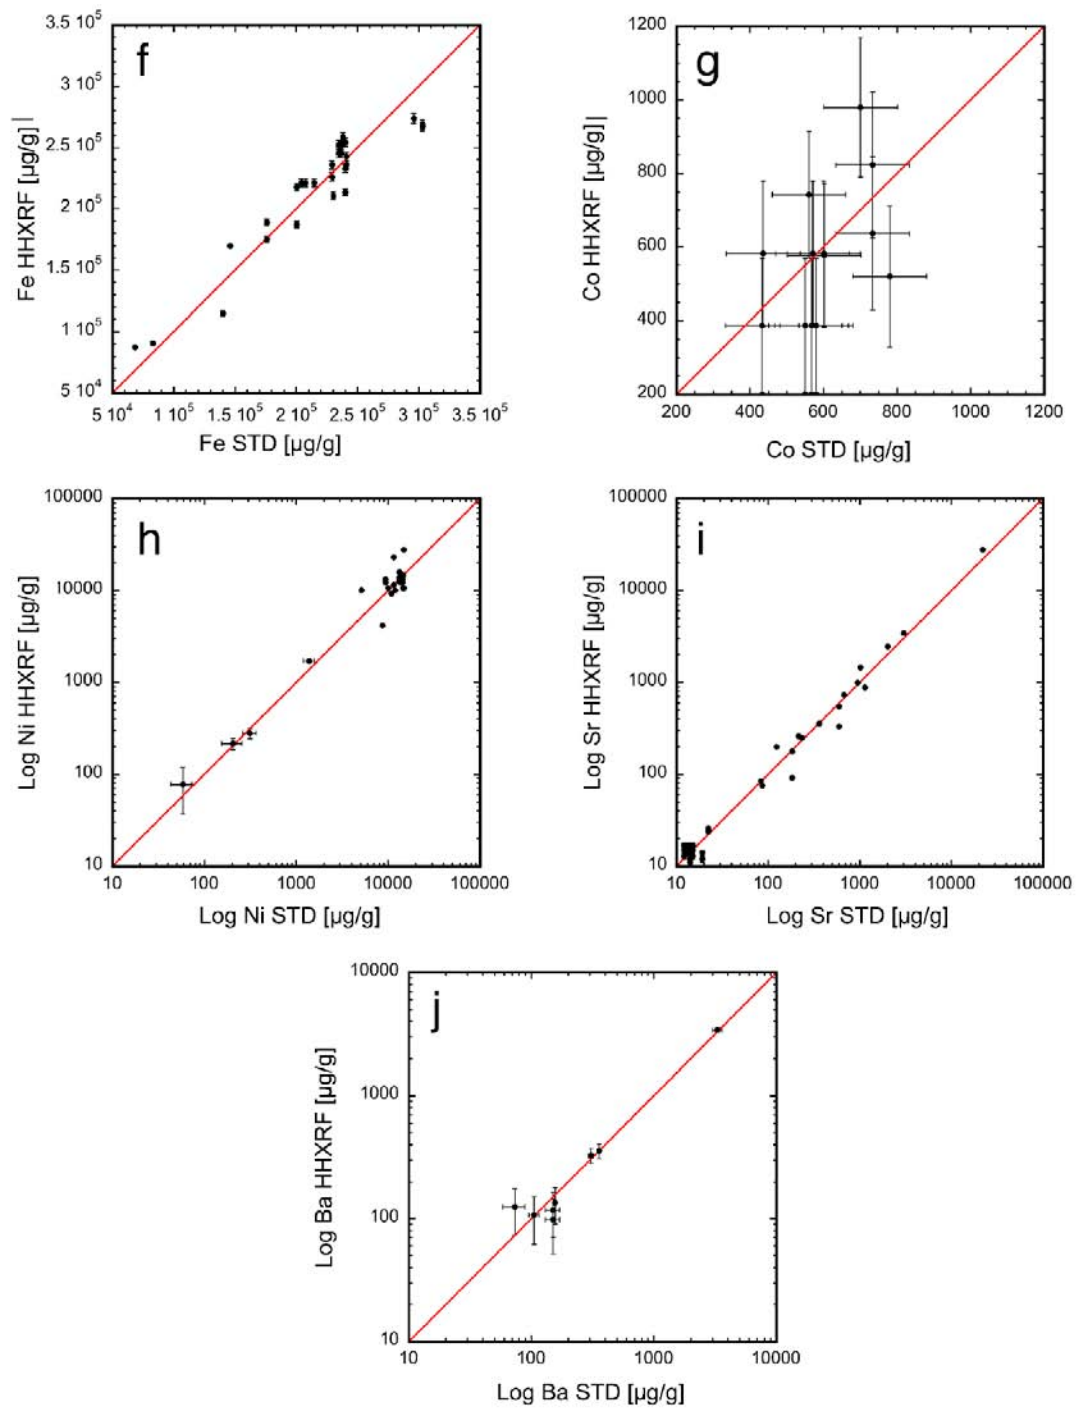 f
3.5 10⁵
3 10⁵
2.5 10⁵
2 10⁵
1.5 10⁵
1 10⁵
5 10⁴
Fe HHXRF [µg/g]
5 10⁴ 1 10⁵ 1.5 10⁵ 2 10⁵ 2.5 10⁵ 3 10⁵ 3.5 10⁵
Fe STD [µg/g]
g
1200
1000
800
600
400
200
Co HHXRF [µg/g]
200 400 600 800 1000 1200
Co STD [µg/g]
h
100000
10000
1000
100
10
Log Ni HHXRF [µg/g]
10 100 1000 10000 100000
Log Ni STD [µg/g]
i
100000
10000
1000
100
10
Log Sr HHXRF [µg/g]
10 100 1000 10000 100000
Log Sr STD [µg/g]
j
10000
1000
100
10
Log Ba HHXRF [µg/g]
10 100 1000 10000
Log Ba STD [µg/g]